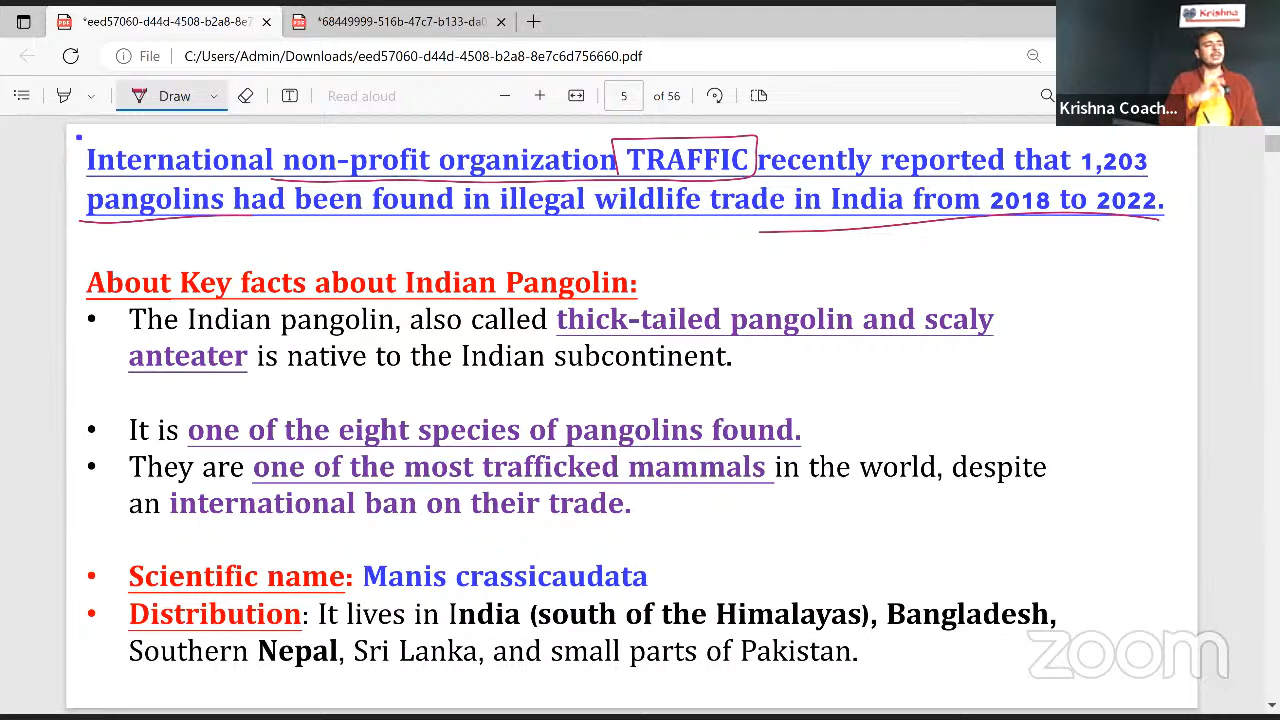 *eed57060-d44d-4508-b2a8-8e7
*68449999-516b-47c7-b133-da0
File C:/Users/Admin/Downloads/eed57060-d44d-4508-b2a8-8e7c6d756660.pdf
Draw Read aloud 5 of 56
Krishna
Krishna Coach...
International non-profit organization TRAFFIC recently reported that 1,203
pangolins had been found in illegal wildlife trade in India from 2018 to 2022.
About Key facts about Indian Pangolin:
• The Indian pangolin, also called thick-tailed pangolin and scaly
anteater is native to the Indian subcontinent.
• It is one of the eight species of pangolins found.
• They are one of the most trafficked mammals in the world, despite
an international ban on their trade.
• Scientific name: Manis crassicaudata
• Distribution: It lives in India (south of the Himalayas), Bangladesh,
Southern Nepal, Sri Lanka, and small parts of Pakistan.
zoom